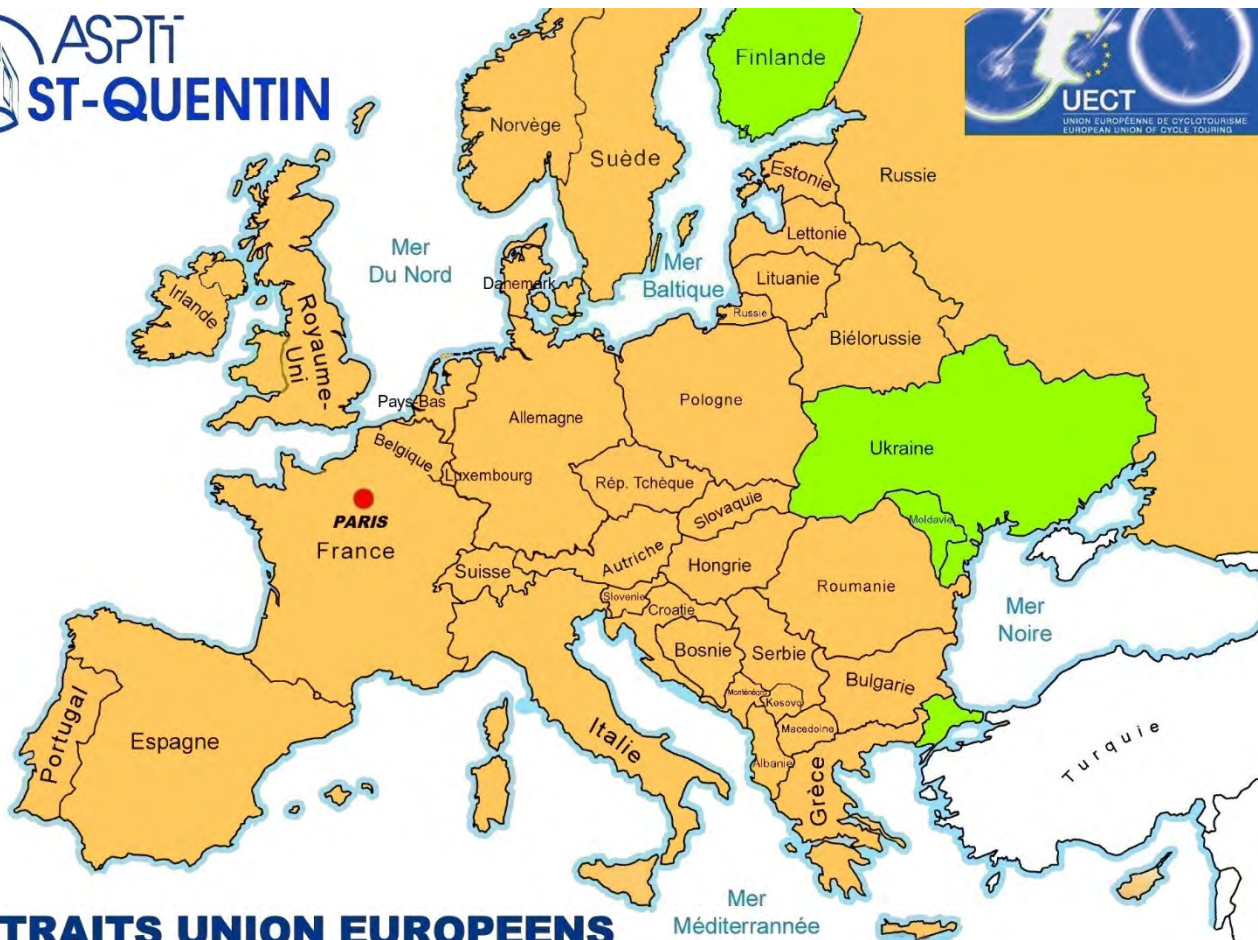 ASPTT
ST-QUENTIN
UECT
UNION EUROPÉENNE DE CYCLOTOURISME
EUROPEAN UNION OF CYCLE TOURING
Finlande
Norvège
Suède
Estonie
Russie
Lettonie
Mer
Du Nord
Mer
Baltique
Danemark
Lituanie
Russie
Irlande
Royaume-
Uni
Biélorussie
Pays-Bas
Allemagne
Pologne
Belgique
Luxembourg
Ukraine
Rép. Tchèque
Slovaquie
PARIS
France
Moldavie
Autriche
Suisse
Hongrie
Roumanie
Slovenie
Croatie
Mer
Noire
Bosnie
Serbie
Bulgarie
Monténégro
Kosovo
Portugal
Espagne
Italie
Macedoine
Albanie
Grèce
Turquie
Mer
Méditerrannée
TRAITS UNION EUROPEENS